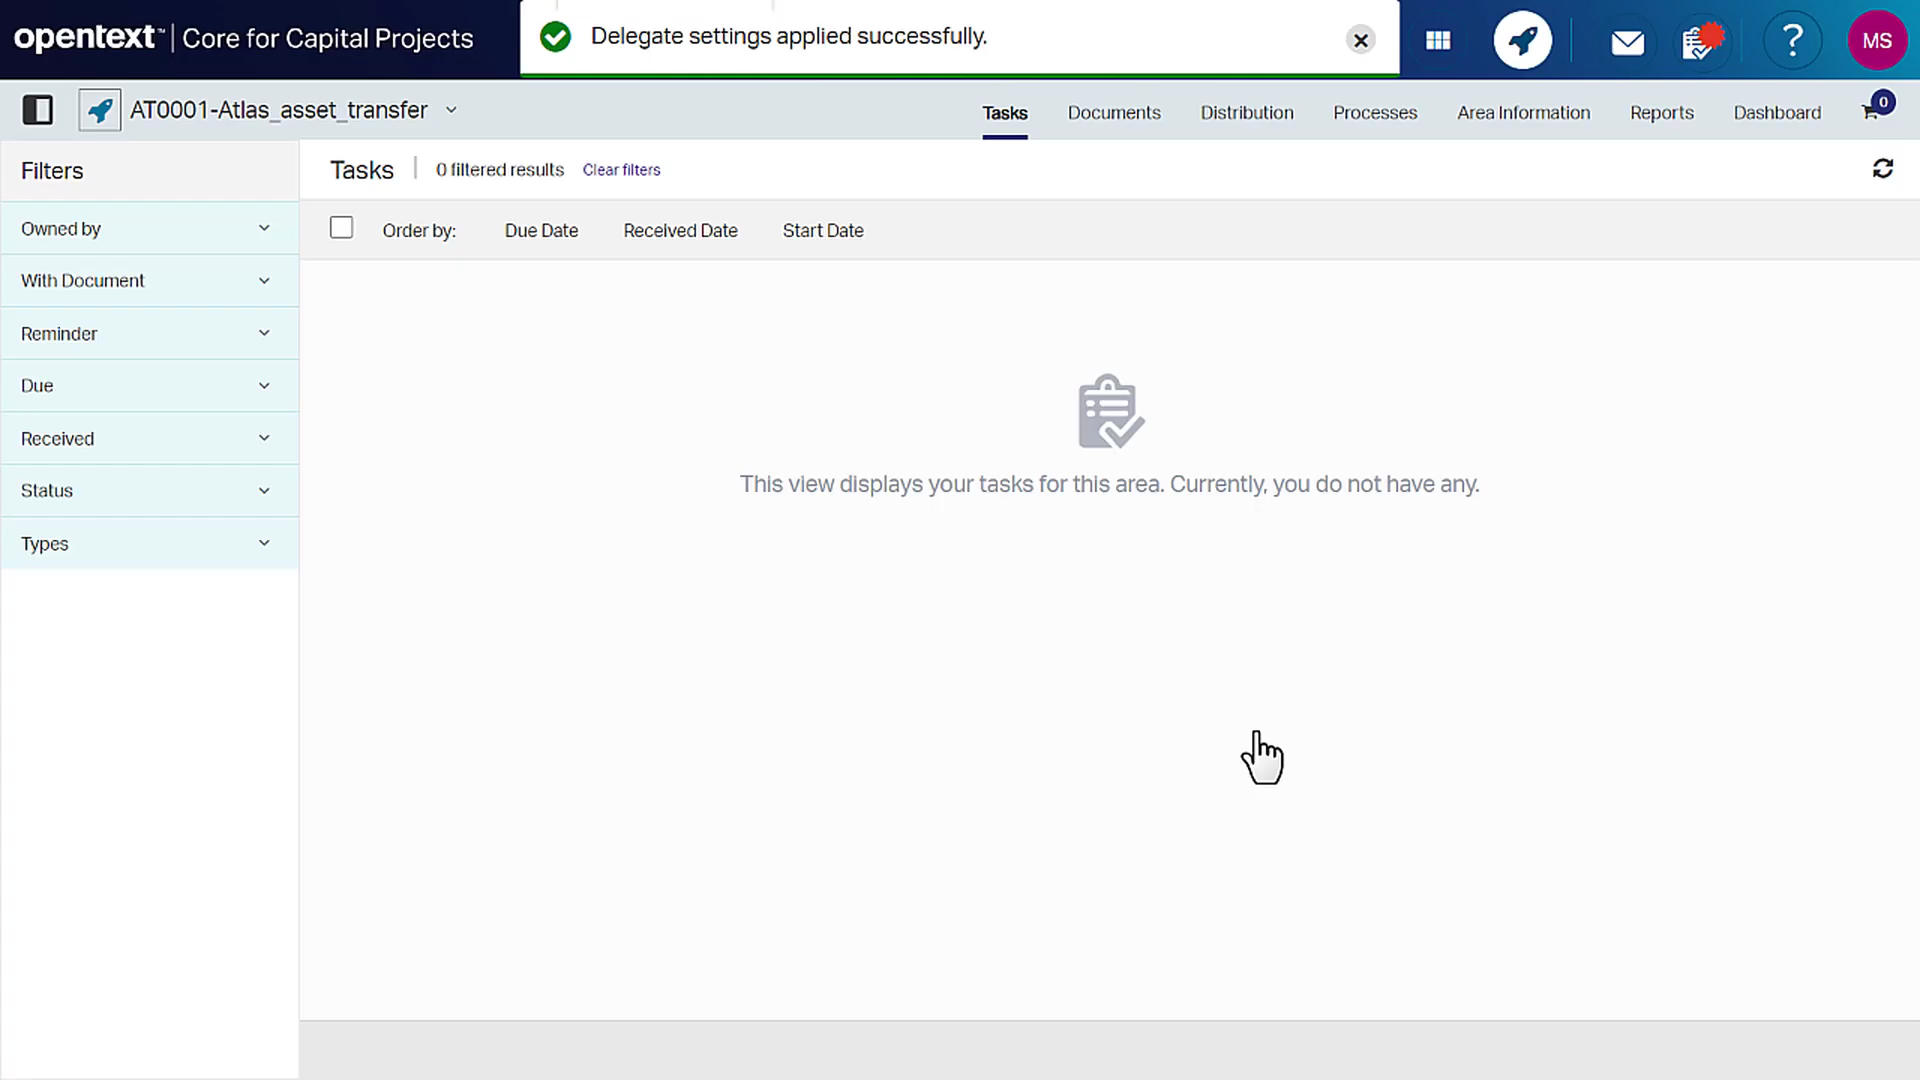 opentext™ | Core for Capital Projects
Delegate settings applied successfully.
?
MS
AT0001-Atlas_asset_transfer
Tasks
Documents
Distribution
Processes
Area Information
Reports
Dashboard
0
Filters
Tasks
0 filtered results
Clear filters
Owned by
Order by:
Due Date
Received Date
Start Date
With Document
Reminder
Due
Received
Status
Types
This view displays your tasks for this area. Currently, you do not have any.